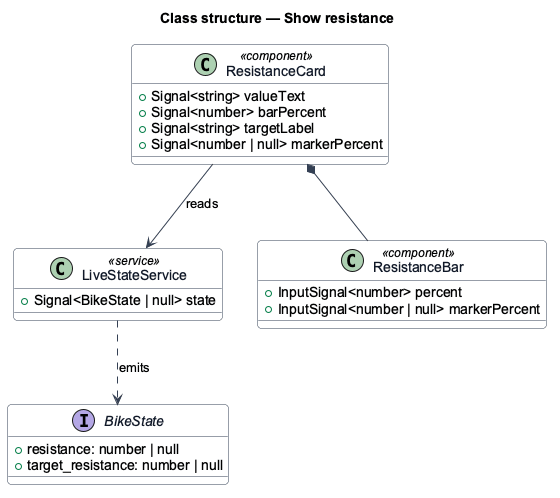 Class structure — Show resistance
«component»
C ResistanceCard
Signal<string> valueText
Signal<number> barPercent
Signal<string> targetLabel
Signal<number | null> markerPercent
reads
«service»
C LiveStateService
Signal<BikeState | null> state
«component»
C ResistanceBar
InputSignal<number> percent
InputSignal<number | null> markerPercent
emits
I BikeState
resistance: number | null
target_resistance: number | null